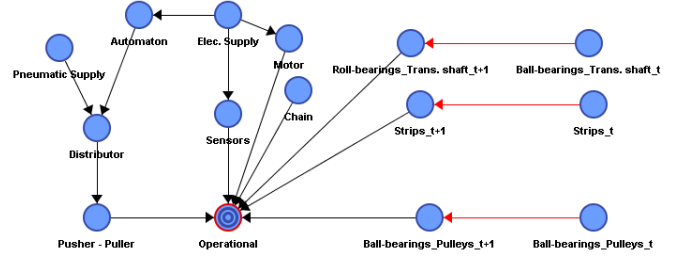 Automaton
Elec. Supply
Motor
Roll-bearings_Trans. shaft_t+1
Ball-bearings_Trans. shaft_t
Pneumatic Supply
Chain
Sensors
Strips_t+1
Strips_t
Distributor
Pusher - Puller
Operational
Ball-bearings_Pulleys_t+1
Ball-bearings_Pulleys_t